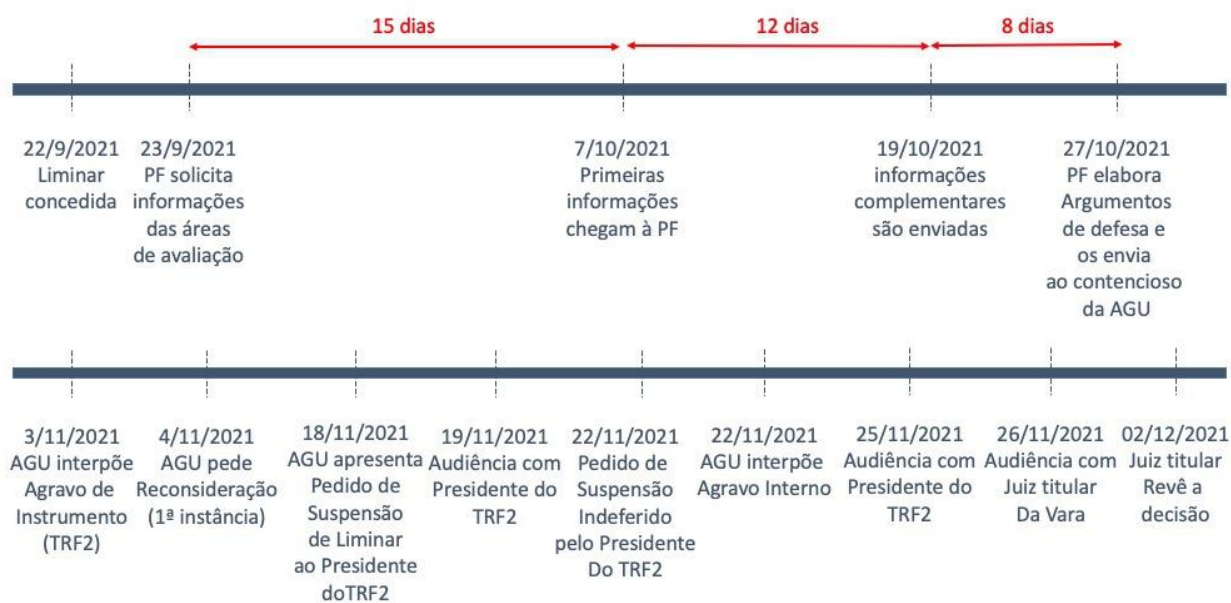 15 dias
12 dias
8 dias
22/9/2021
Liminar
concedida
23/9/2021
PF solicita
informações
das áreas
de avaliação
7/10/2021
Primeiras
informações
chegam à PF
19/10/2021
informações
complementares
são enviadas
27/10/2021
PF elabora
Argumentos
de defesa e
os envia
ao contencioso
da AGU
3/11/2021
AGU interpõe
Agravo de
Instrumento
(TRF2)
4/11/2021
AGU pede
Reconsideração
(1ª instância)
18/11/2021
AGU apresenta
Pedido de
Suspensão
de Liminar
ao Presidente
doTRF2
19/11/2021
Audiência com
Presidente do
TRF2
22/11/2021
Pedido de
Suspensão
Indeferido
pelo Presidente
Do TRF2
22/11/2021
AGU interpõe
Agravo Interno
25/11/2021
Audiência com
Presidente do
TRF2
26/11/2021
Audiência com
Juiz titular
Da Vara
02/12/2021
Juiz titular
Revê a
decisão